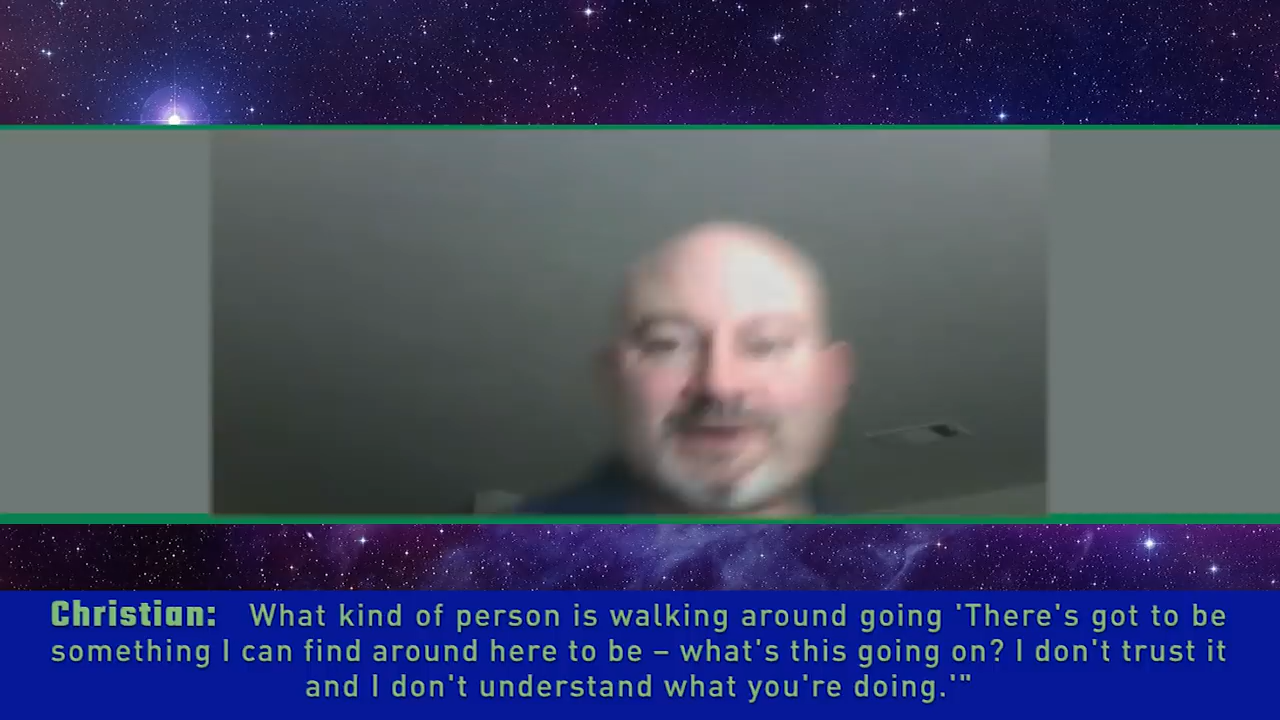 Christian: What kind of person is walking around going 'There's got to be
something I can find around here to be – what's this going on? I don't trust it
and I don't understand what you're doing.'"